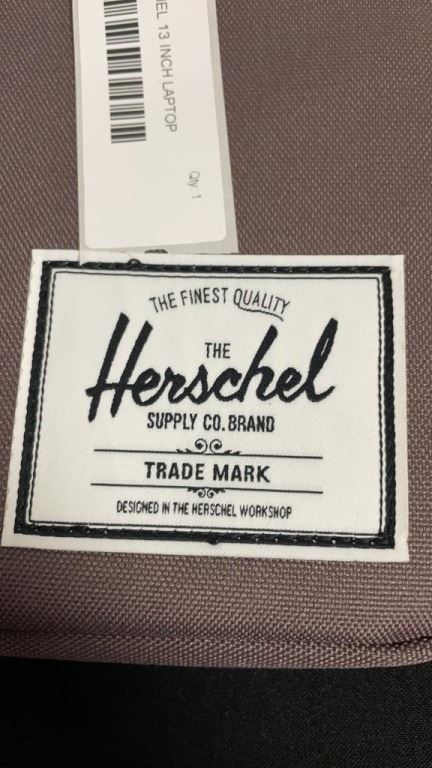 13 INCH LAPTOP
Qty: 1
THE FINEST QUALITY
THE
Herschel
SUPPLY CO. BRAND
TRADE MARK
DESIGNED IN THE HERSCHEL WORKSHOP